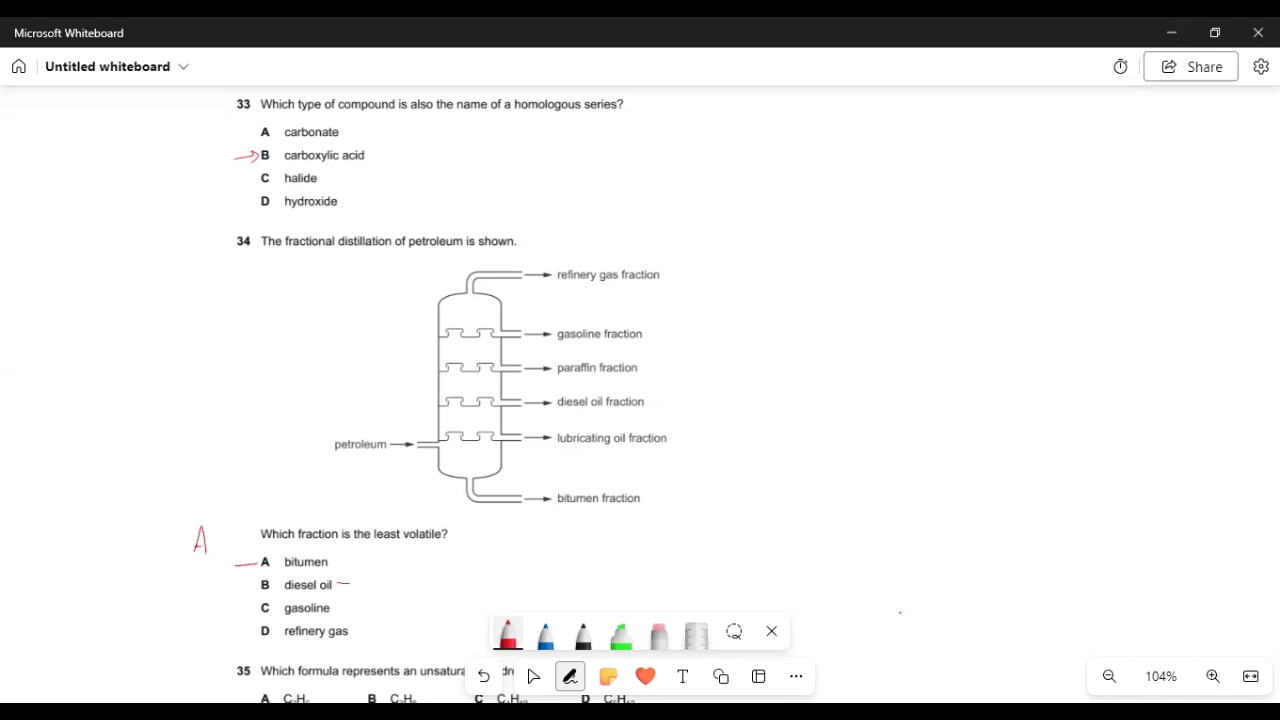 Microsoft Whiteboard
Untitled whiteboard
Share
33 Which type of compound is also the name of a homologous series?
A carbonate
B carboxylic acid
C halide
D hydroxide
34 The fractional distillation of petroleum is shown.
refinery gas fraction
gasoline fraction
paraffin fraction
diesel oil fraction
lubricating oil fraction
petroleum
bitumen fraction
A
Which fraction is the least volatile?
A bitumen
B diesel oil
C gasoline
D refinery gas
35 Which formula represents an
A B C D
104%